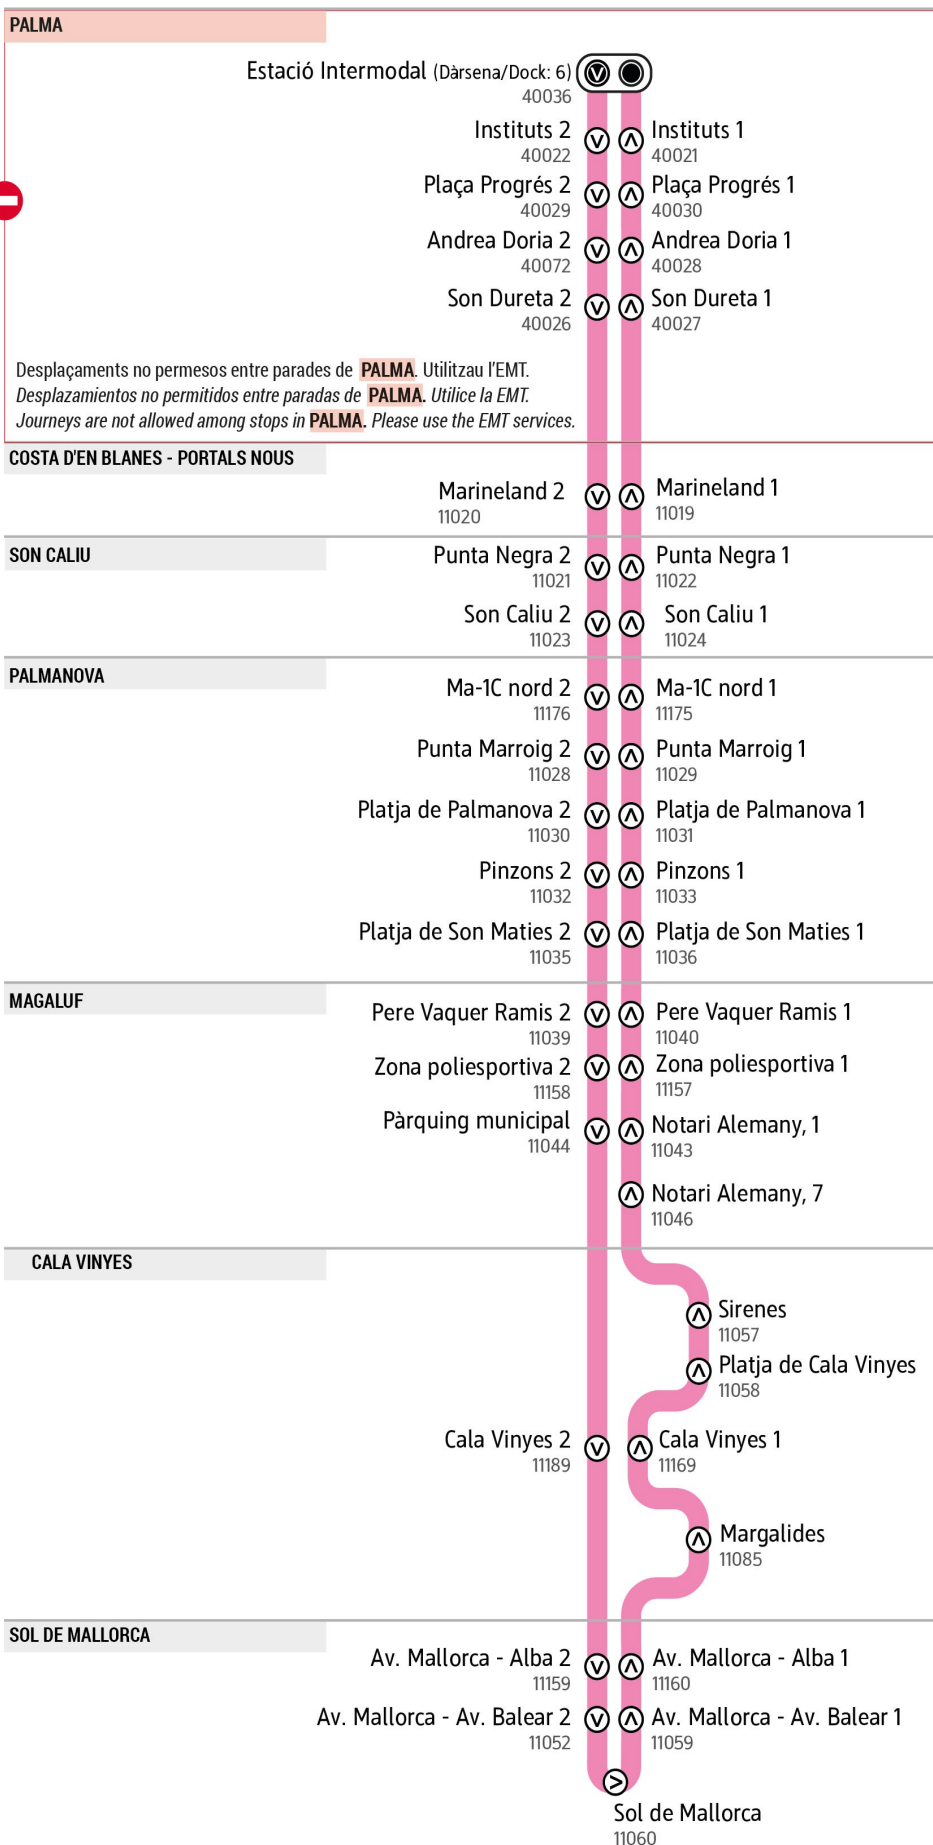 PALMA
Estació Intermodal (Dàrsena/Dock: 6)
40036
Instituts 2
40022
Instituts 1
40021
Plaça Progrés 2
40029
Plaça Progrés 1
40030
Andrea Doria 2
40072
Andrea Doria 1
40028
Son Dureta 2
40026
Son Dureta 1
40027
Desplaçaments no permesos entre parades de PALMA. Utilitzau l'EMT.
Desplazamientos no permitidos entre paradas de PALMA. Utilice la EMT.
Journeys are not allowed among stops in PALMA. Please use the EMT services.
COSTA D'EN BLANES - PORTALS NOUS
Marineland 2
11020
Marineland 1
11019
SON CALIU
Punta Negra 2
11021
Punta Negra 1
11022
Son Caliu 2
11023
Son Caliu 1
11024
PALMANOVA
Ma-1C nord 2
11176
Ma-1C nord 1
11175
Punta Marroig 2
11028
Punta Marroig 1
11029
Platja de Palmanova 2
11030
Platja de Palmanova 1
11031
Pinzons 2
11032
Pinzons 1
11033
Platja de Son Maties 2
11035
Platja de Son Maties 1
11036
MAGALUF
Pere Vaquer Ramis 2
11039
Pere Vaquer Ramis 1
11040
Zona poliesportiva 2
11158
Zona poliesportiva 1
11157
Pàrquing municipal
11044
Notari Alemany, 1
11043
Notari Alemany, 7
11046
CALA VINYES
Sirenes
11057
Platja de Cala Vinyes
11058
Cala Vinyes 2
11189
Cala Vinyes 1
11169
Margalides
11085
SOL DE MALLORCA
Av. Mallorca - Alba 2
11159
Av. Mallorca - Alba 1
11160
Av. Mallorca - Av. Balear 2
11052
Av. Mallorca - Av. Balear 1
11059
Sol de Mallorca
11060